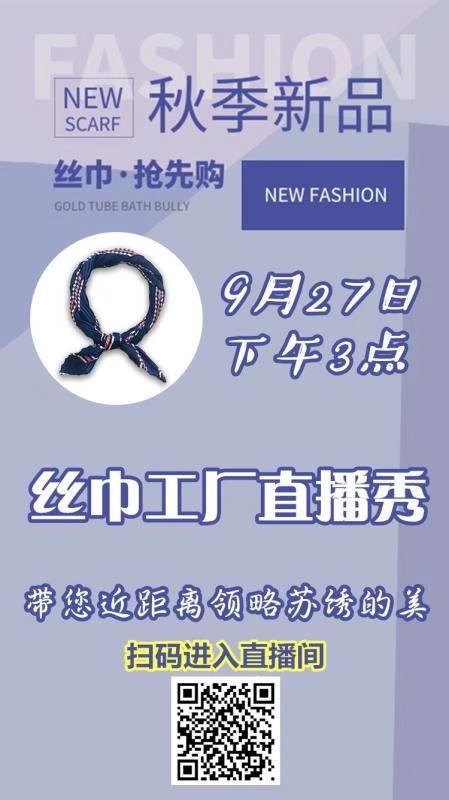 FASHION
NEW
SCARF
秋季新品
丝巾·抢先购
GOLD TUBE BATH BULLY
NEW FASHION
9月27日
下午3点
丝巾工厂直播秀
带您近距离领略苏绣的美
扫码进入直播间